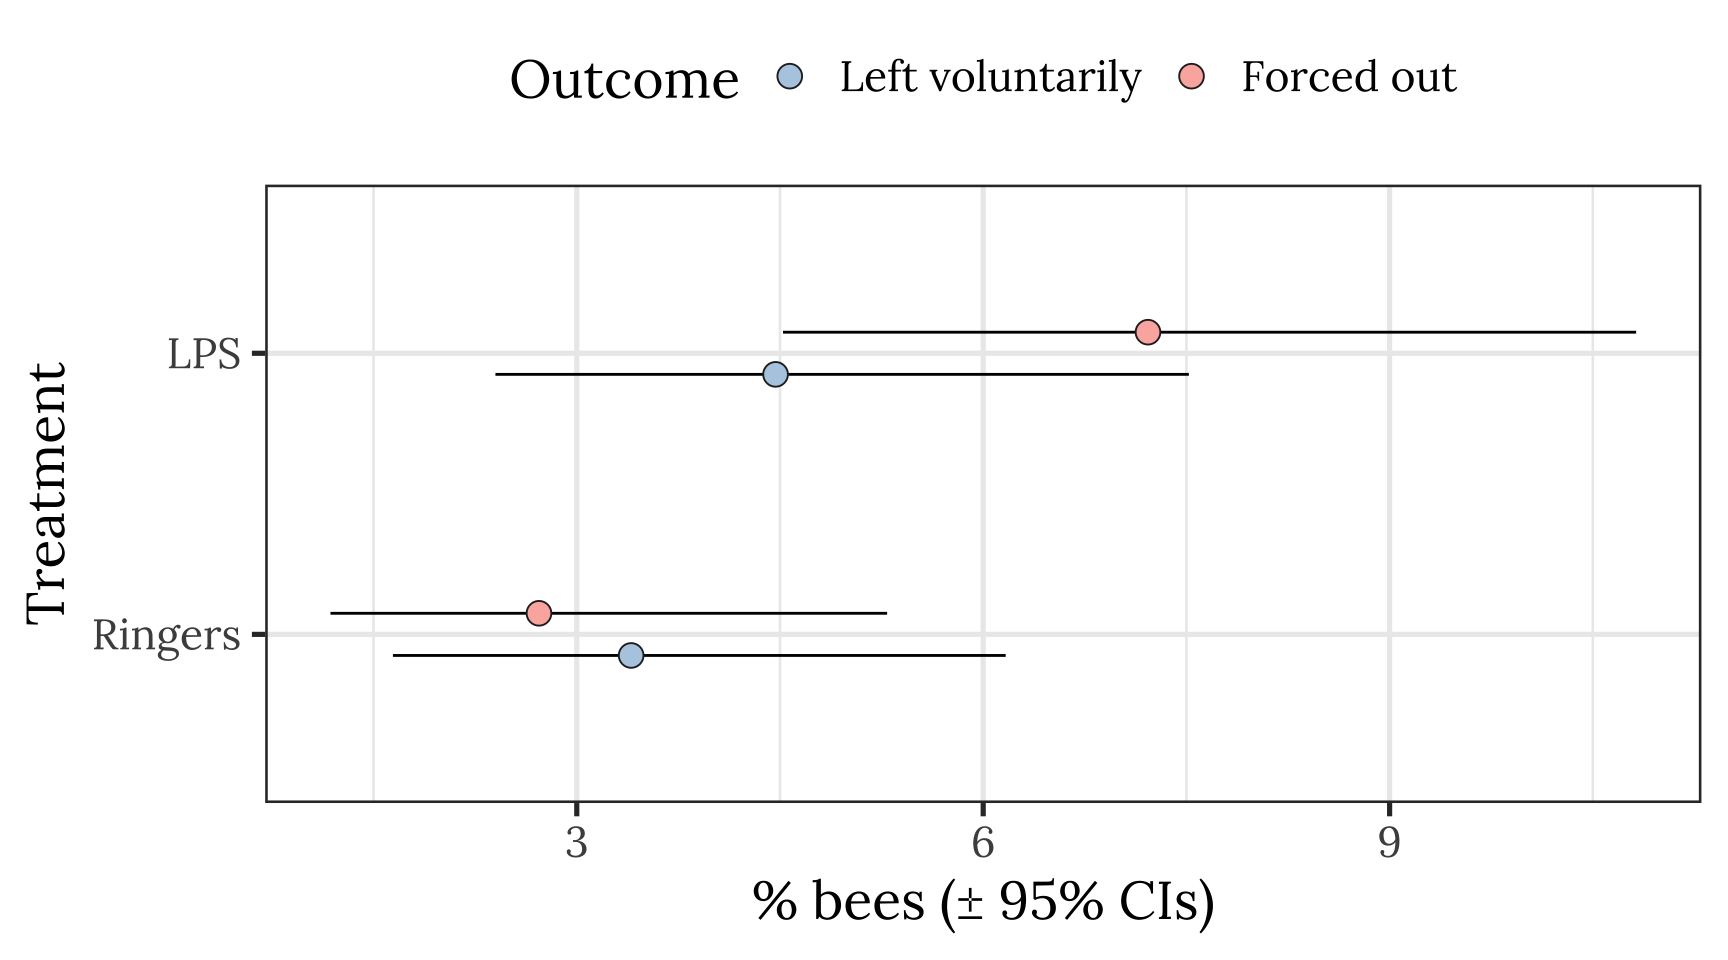 Outcome Left voluntarily Forced out
LPS
Treatment
Ringers
3 6 9
% bees (± 95% CIs)